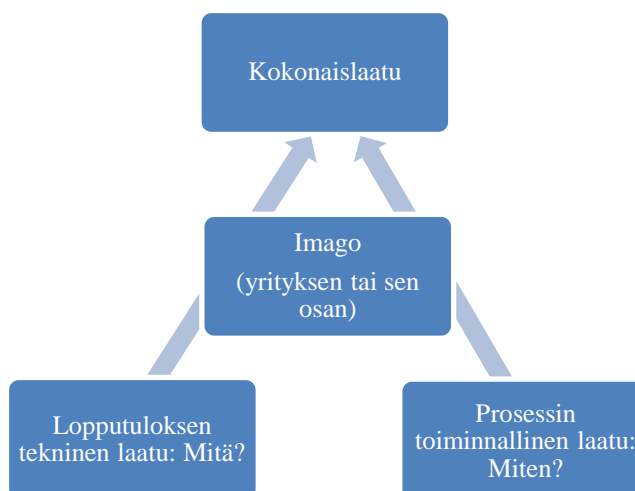 Kokonaislaatu
Imago
(yrityksen tai sen
osan)
Lopputuloksen
tekninen laatu: Mitä?
Prosessin
toiminnallinen laatu:
Miten?